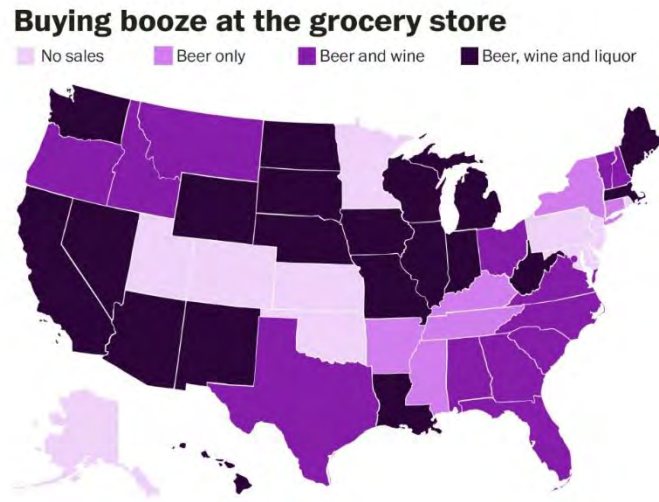 Buying booze at the grocery store
No sales Beer only Beer and wine Beer, wine and liquor